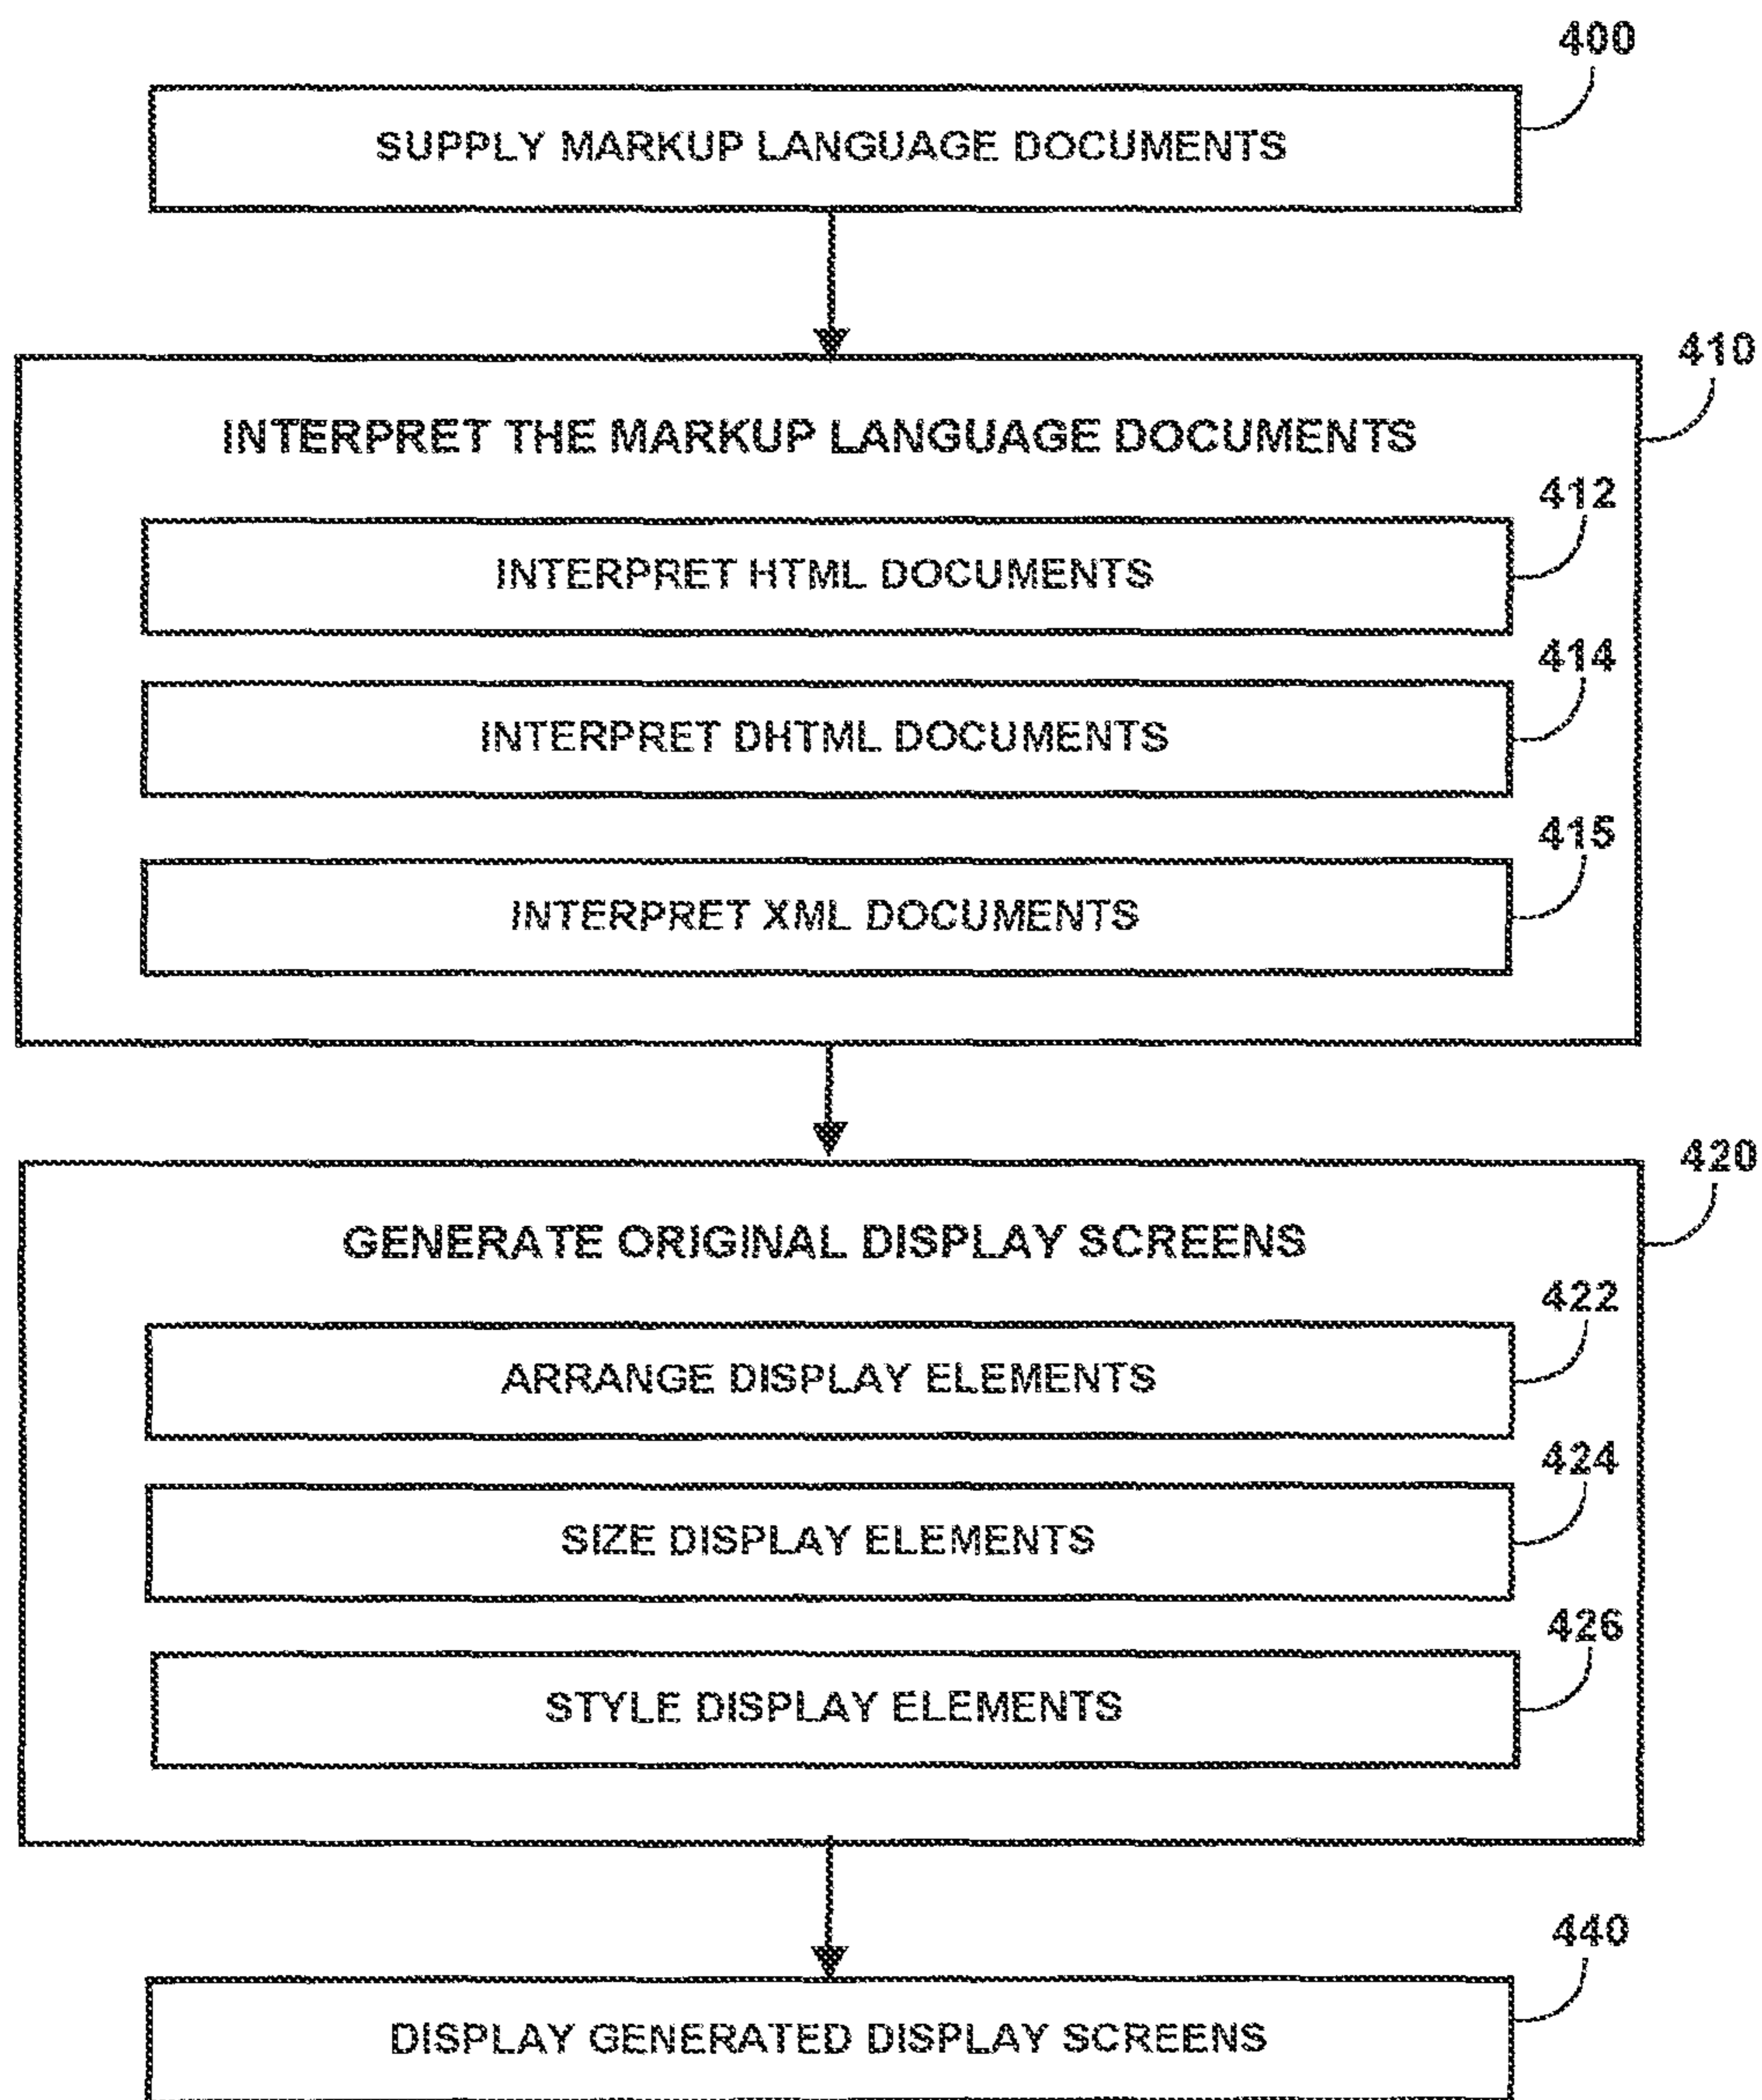 400
SUPPLY MARKUP LANGUAGE DOCUMENTS
410
INTERPRET THE MARKUP LANGUAGE DOCUMENTS
412
INTERPRET HTML DOCUMENTS
414
INTERPRET DHTML DOCUMENTS
415
INTERPRET XML DOCUMENTS
420
GENERATE ORIGINAL DISPLAY SCREENS
422
ARRANGE DISPLAY ELEMENTS
424
SIZE DISPLAY ELEMENTS
426
STYLE DISPLAY ELEMENTS
440
DISPLAY GENERATED DISPLAY SCREENS